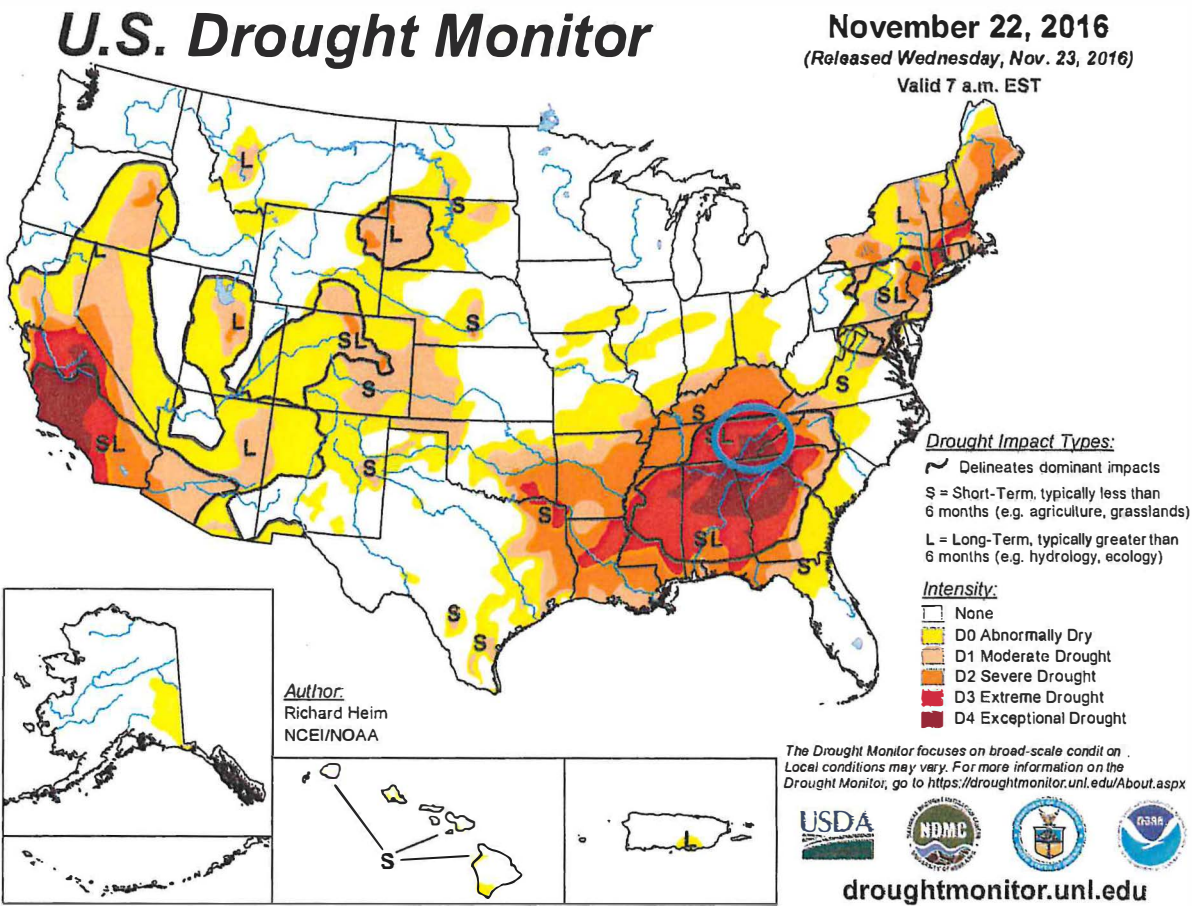 U.S. Drought Monitor
November 22, 2016
(Released Wednesday, Nov. 23, 2016)
Valid 7 a.m. EST
L
S
L
L
L
SL
S
L
SL
S
S
S
SL
S
SL
L
S
S
SL
S
S
S
Drought Impact Types:
Delineates dominant impacts
S = Short-Term, typically less than
6 months (e.g. agriculture, grasslands)
L = Long-Term, typically greater than
6 months (e.g. hydrology, ecology)
Intensity:
None
D0 Abnormally Dry
D1 Moderate Drought
D2 Severe Drought
D3 Extreme Drought
D4 Exceptional Drought
Author:
Richard Heim
NCEI/NOAA
S
L
The Drought Monitor focuses on broad-scale condit on .
Local conditions may vary. For more information on the
Drought Monitor, go to https://droughtmonitor.unl.edu/About.aspx
USDA
NDMC
noaa
droughtmonitor.unl.edu